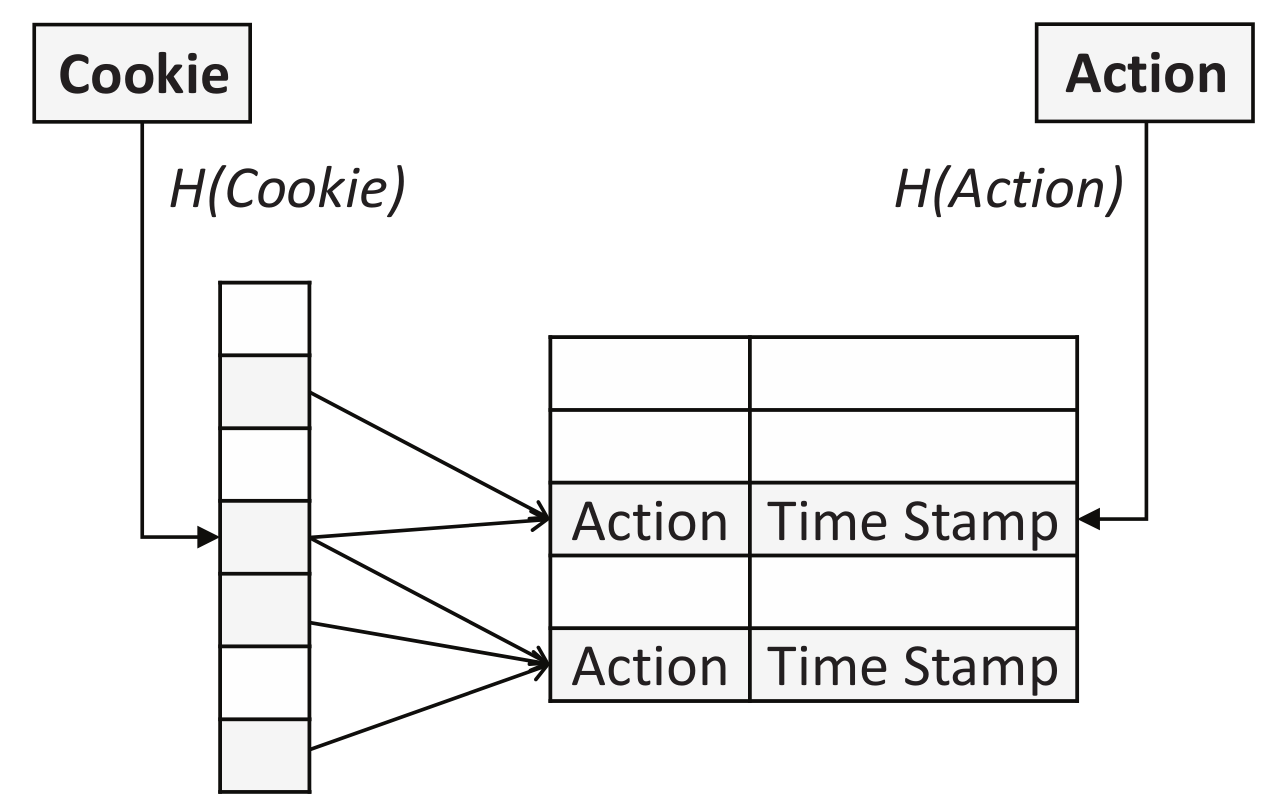 Cookie
Action
H(Cookie)
H(Action)
Action Time Stamp
Action Time Stamp